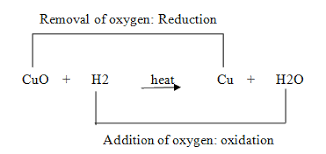 Removal of oxygen: Reduction
CuO + H2 heat Cu + H2O
Addition of oxygen: oxidation